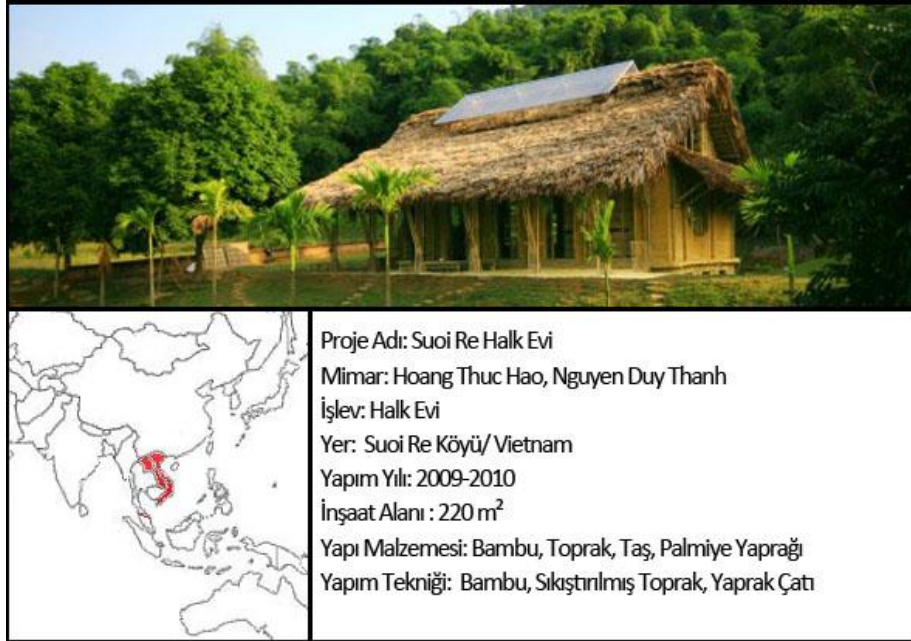 Proje Adı: Suoi Re Halk Evi
Mimar: Hoang Thuc Hao, Nguyen Duy Thanh
İşlev: Halk Evi
Yer: Suoi Re Köyü/ Vietnam
Yapım Yılı: 2009-2010
İnşaat Alanı : 220 m²
Yapı Malzemesi: Bambu, Toprak, Taş, Palmiye Yaprağı
Yapım Tekniği: Bambu, Sıkıştırılmış Toprak, Yaprak Çatı